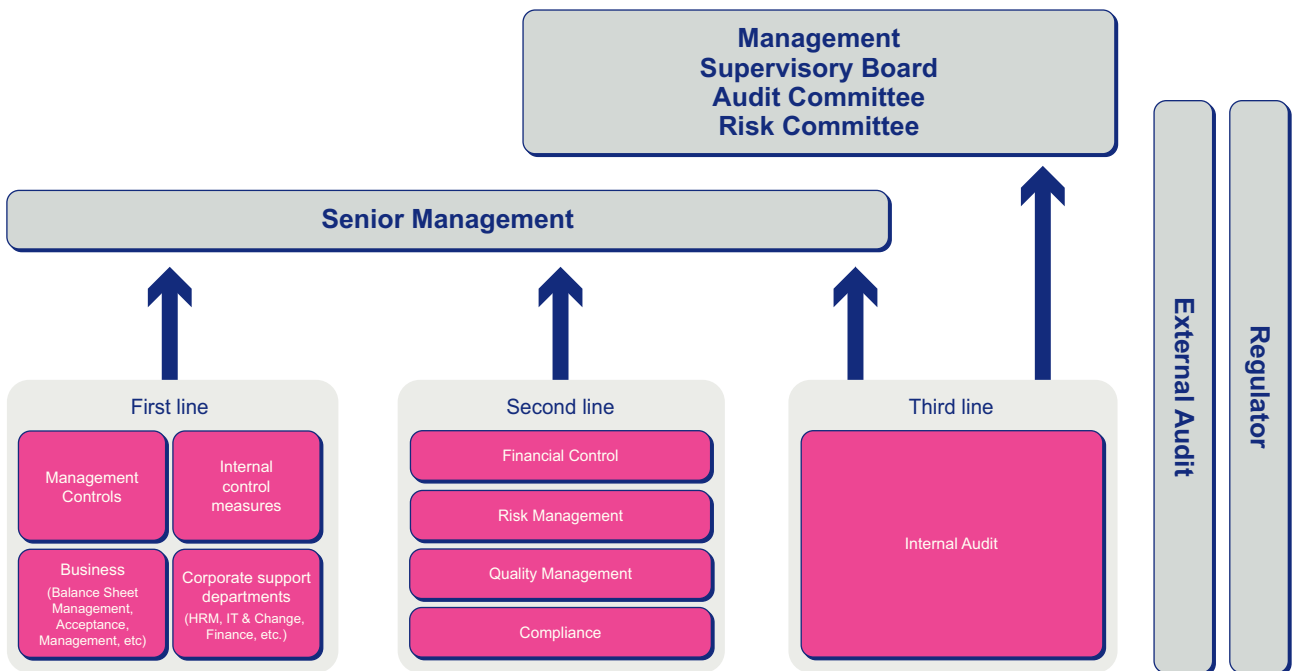 Management
Supervisory Board
Audit Committee
Risk Committee
Senior Management
First line
Management
Controls
Internal
control
measures
Business
(Balance Sheet
Management,
Acceptance,
Management, etc)
Corporate support
departments
(HRM, IT & Change,
Finance, etc.)
Second line
Financial Control
Risk Management
Quality Management
Compliance
Third line
Internal Audit
External Audit
Regulator